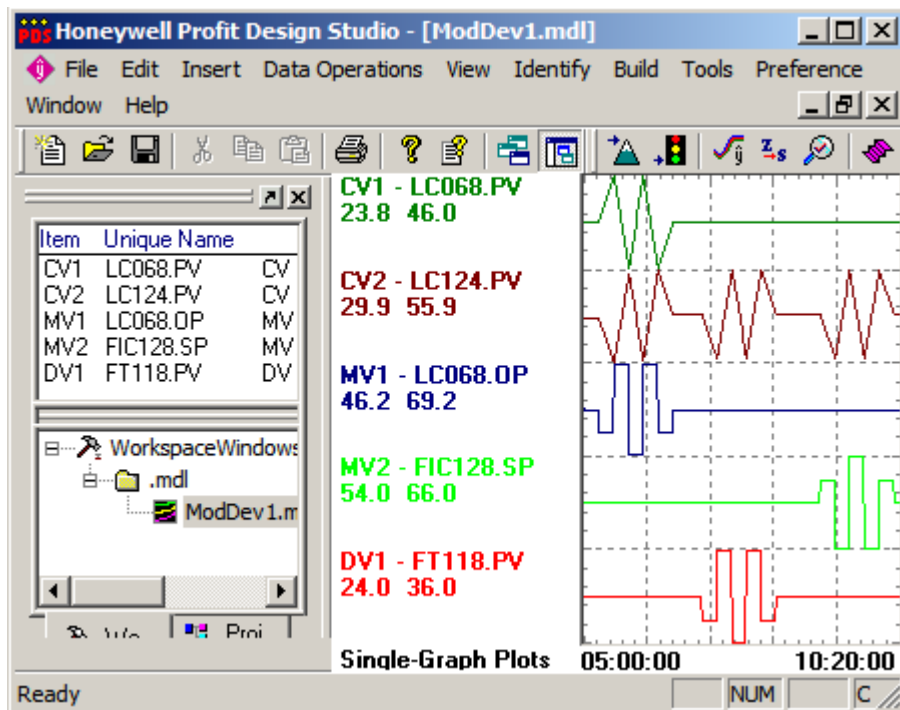 Honeywell Profit Design Studio - [ModDev1.mdl]
File Edit Insert Data Operations View Identify Build Tools Preference
Window Help
Item Unique Name
CV1 LC068.PV CV
CV2 LC124.PV CV
MV1 LC068.OP MV
MV2 FIC128.SP MV
DV1 FT118.PV DV
WorkspaceWindows
.mdl
ModDev1.m
Proj
CV1 - LC068.PV
23.8 46.0
CV2 - LC124.PV
29.9 55.9
MV1 - LC068.OP
46.2 69.2
MV2 - FIC128.SP
54.0 66.0
DV1 - FT118.PV
24.0 36.0
Single-Graph Plots 05:00:00 10:20:00
Ready NUM C